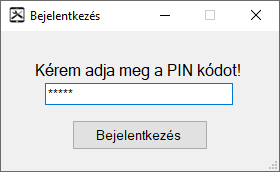 Bejelentkezés
Kérem adja meg a PIN kódot!
*****
Bejelentkezés